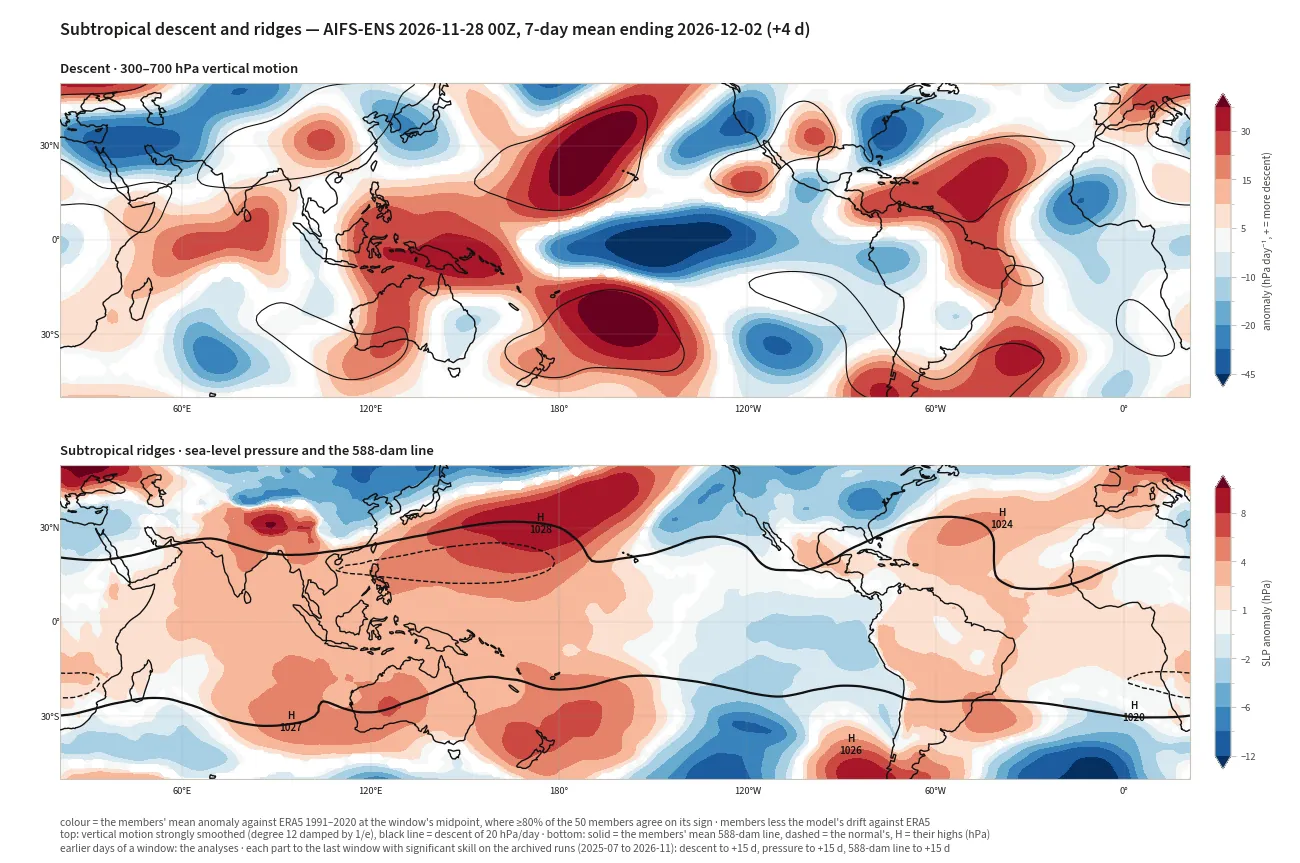 Subtropical descent and ridges — AIFS-ENS 2026-11-28 00Z, 7-day mean ending 2026-12-02 (+4 d)
Descent · 300–700 hPa vertical motion
30°N
0°
30°S
60°E 120°E 180° 120°W 60°W 0°
30
15
5
−10
−20
−45
anomaly (hPa day⁻¹, + = more descent)
Subtropical ridges · sea-level pressure and the 588-dam line
30°N
0°
30°S
H
1028
H
1024
H
1027
H
1026
H
1020
60°E 120°E 180° 120°W 60°W 0°
8
4
1
−2
−6
−12
SLP anomaly (hPa)
colour = the members' mean anomaly against ERA5 1991–2020 at the window's midpoint, where ≥80% of the 50 members agree on its sign · members less the model's drift against ERA5
top: vertical motion strongly smoothed (degree 12 damped by 1/e), black line = descent of 20 hPa/day · bottom: solid = the members' mean 588-dam line, dashed = the normal's, H = their highs (hPa)
earlier days of a window: the analyses · each part to the last window with significant skill on the archived runs (2025-07 to 2026-11): descent to +15 d, pressure to +15 d, 588-dam line to +15 d